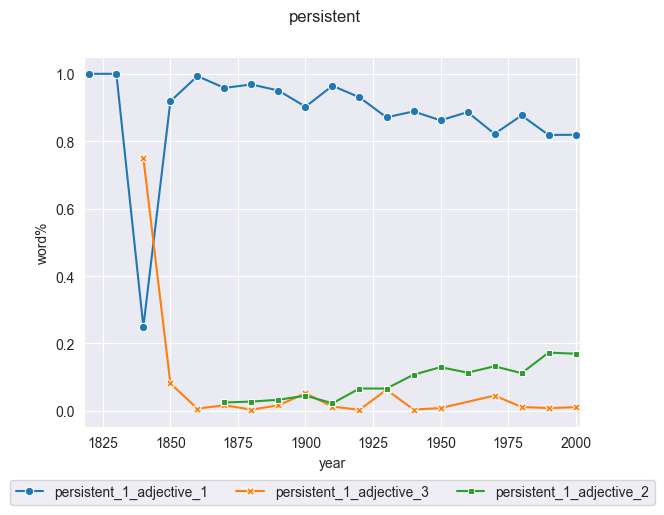 persistent
1.0
0.8
0.6
0.4
0.2
0.0
word%
1825 1850 1875 1900 1925 1950 1975 2000
year
persistent_1_adjective_1 persistent_1_adjective_3 persistent_1_adjective_2